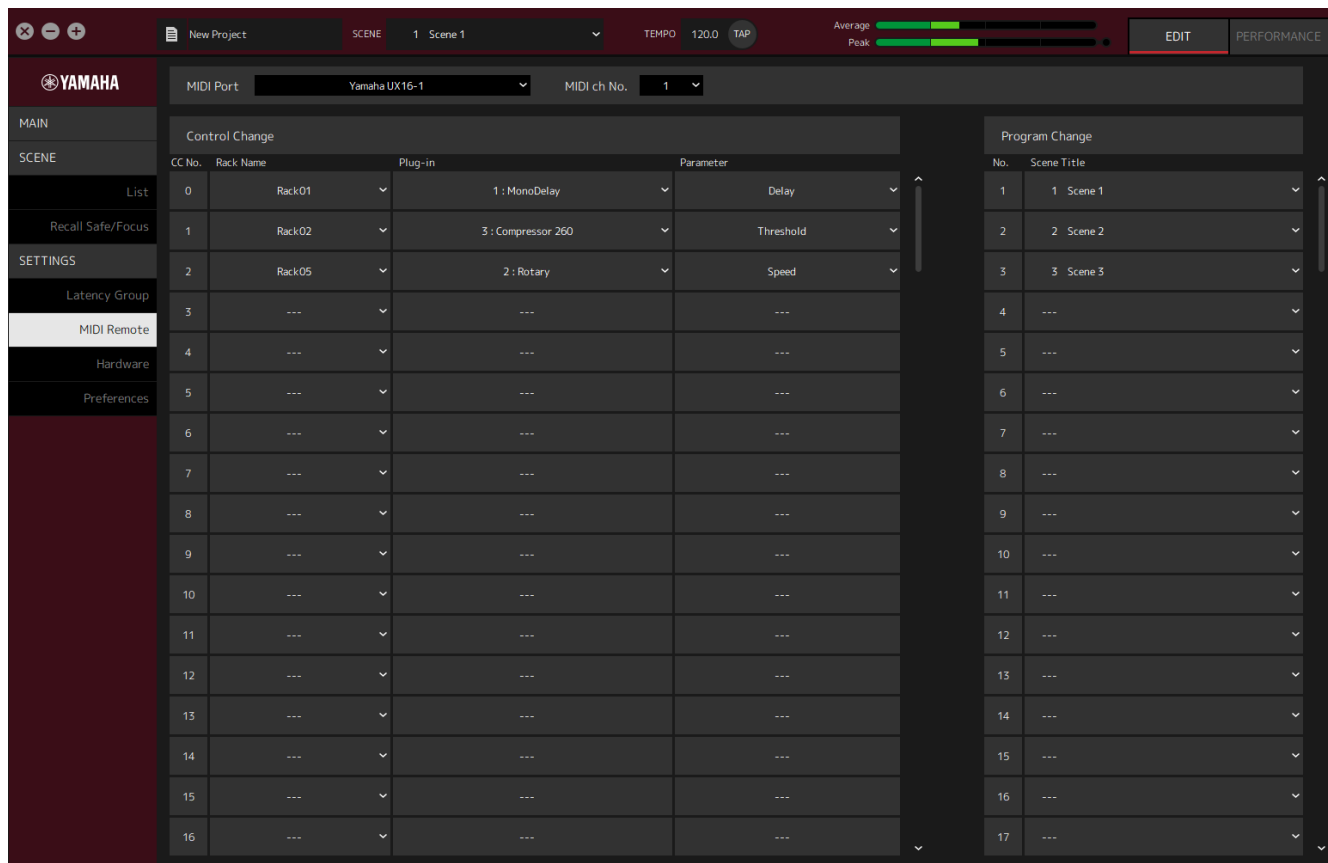 New Project SCENE 1 Scene 1 TEMPO 120.0 TAP Average Peak EDIT PERFORMANCE
YAMAHA
MIDI Port Yamaha UX16-1 MIDI ch No. 1
MAIN
SCENE
List
Recall Safe/Focus
SETTINGS
Latency Group
MIDI Remote
Hardware
Preferences
Control Change
CC No. Rack Name Plug-in Parameter
0 Rack01 1 : MonoDelay Delay
1 Rack02 3 : Compressor 260 Threshold
2 Rack05 2 : Rotary Speed
3 --- --- ---
4 --- --- ---
5 --- --- ---
6 --- --- ---
7 --- --- ---
8 --- --- ---
9 --- --- ---
10 --- --- ---
11 --- --- ---
12 --- --- ---
13 --- --- ---
14 --- --- ---
15 --- --- ---
16 --- --- ---
Program Change
No. Scene Title
1 1 Scene 1
2 2 Scene 2
3 3 Scene 3
4 ---
5 ---
6 ---
7 ---
8 ---
9 ---
10 ---
11 ---
12 ---
13 ---
14 ---
15 ---
16 ---
17 ---